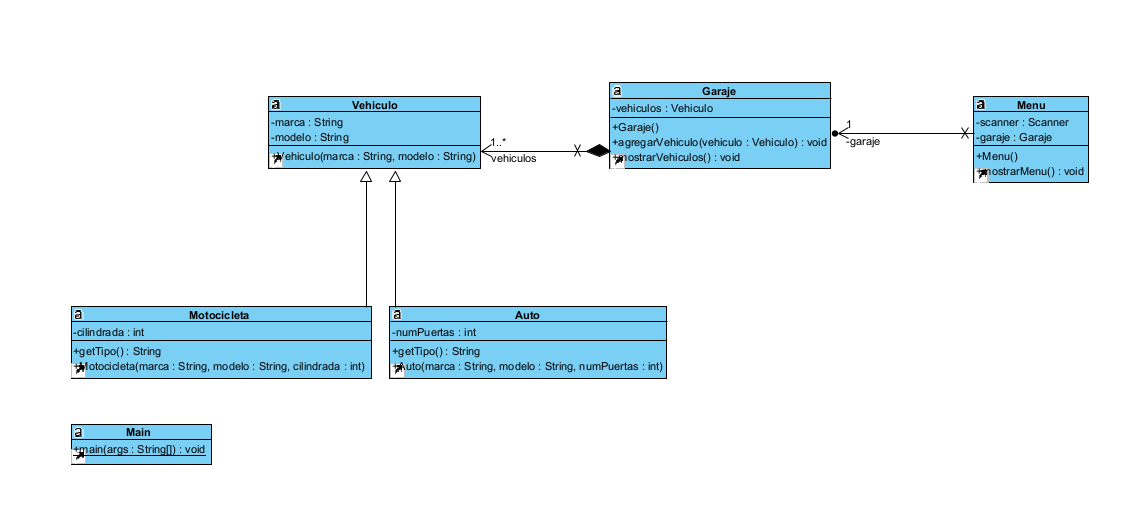 Vehiculo
-marca : String
-modelo : String
+Vehiculo(marca : String, modelo : String)
1..*
vehiculos
Garaje
-vehiculos : Vehiculo
+Garaje()
+agregarVehiculo(vehiculo : Vehiculo) : void
+mostrarVehiculos() : void
1
-garaje
Menu
-scanner : Scanner
-garaje : Garaje
+Menu()
+mostrarMenu() : void
Motocicleta
-cilindrada : int
+getTipo() : String
+Motocicleta(marca : String, modelo : String, cilindrada : int)
Auto
-numPuertas : int
+getTipo() : String
+Auto(marca : String, modelo : String, numPuertas : int)
Main
+main(args : String[]) : void